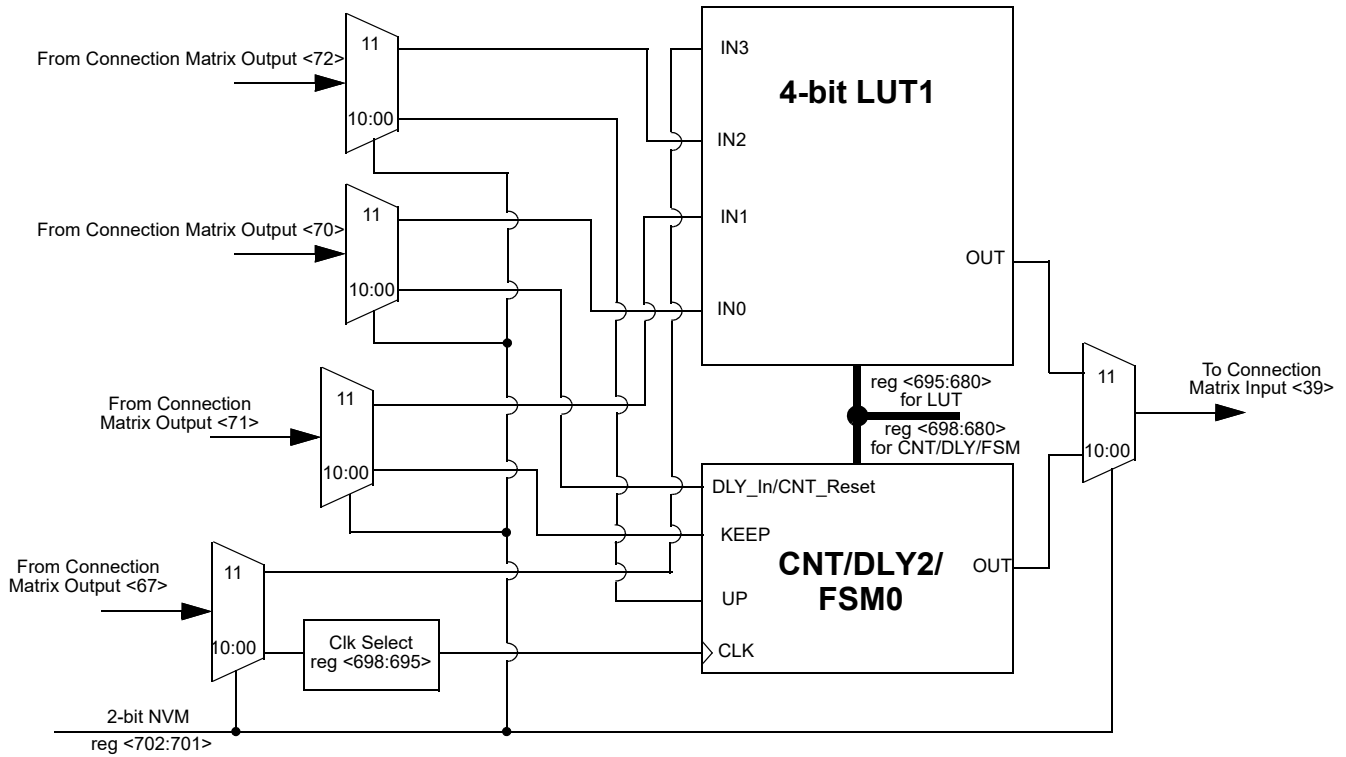 From Connection Matrix Output <72>
11
10:00
From Connection Matrix Output <70>
11
10:00
From Connection
Matrix Output <71>
11
10:00
From Connection
Matrix Output <67>
11
10:00
Clk Select
reg <698:695>
2-bit NVM
reg <702:701>
4-bit LUT1
IN3
IN2
IN1
IN0
OUT
reg <695:680>
for LUT
reg <698:680>
for CNT/DLY/FSM
DLY_In/CNT_Reset
KEEP
UP
CLK
CNT/DLY2/
FSM0
OUT
11
10:00
To Connection
Matrix Input <39>